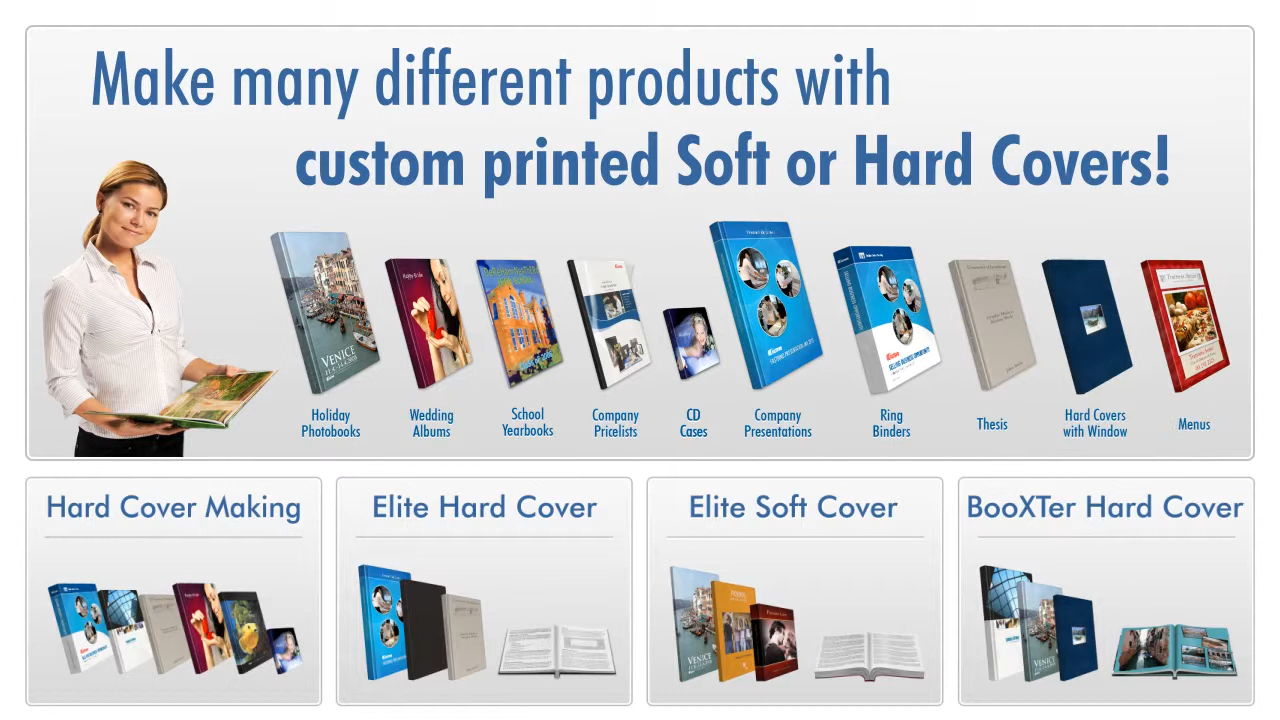 Make many different products with
custom printed Soft or Hard Covers!
VENICE
Holiday
Photobooks
Wedding
Albums
School
Yearbooks
Company
Pricelists
CD
Cases
Company
Presentations
Ring
Binders
Thesis
Hard Covers
with Window
Menus
Hard Cover Making
Elite Hard Cover
Elite Soft Cover
BooXTer Hard Cover
VENICE
VENICE